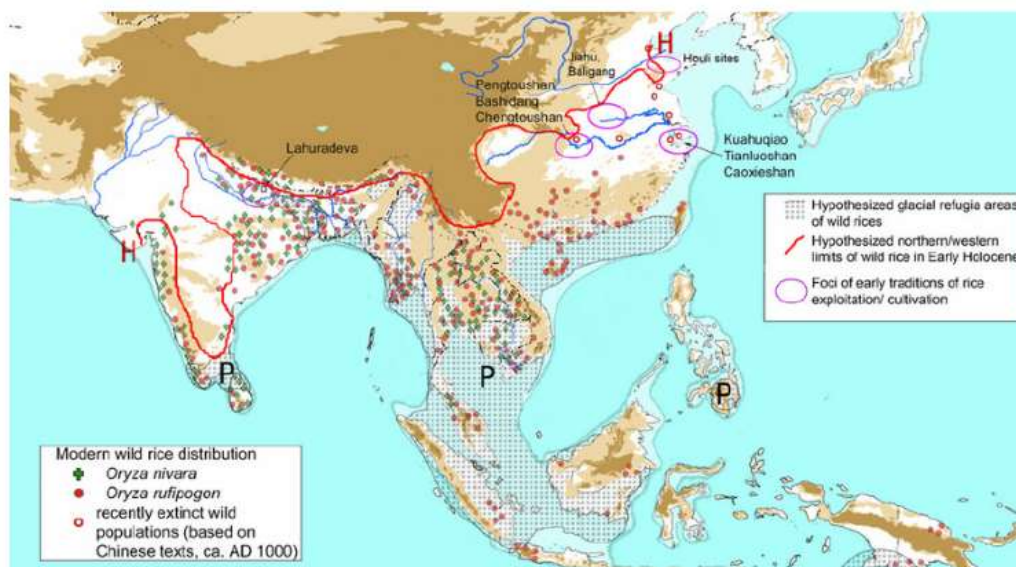 H
Jiahu,
Baligang
Houli sites
Pengtoushan
Bashidang
Chengtoushan
Lahuradeva
Kuahuqiao
Tianluoshan
Caoxieshan
Hypothesized glacial refugia areas
of wild rices
Hypothesized northern/western
limits of wild rice in Early Holocene
Foci of early traditions of rice
exploitation/ cultivation
H
P
P
P
Modern wild rice distribution
Oryza nivara
Oryza rufipogon
recently extinct wild
populations (based on
Chinese texts, ca. AD 1000)